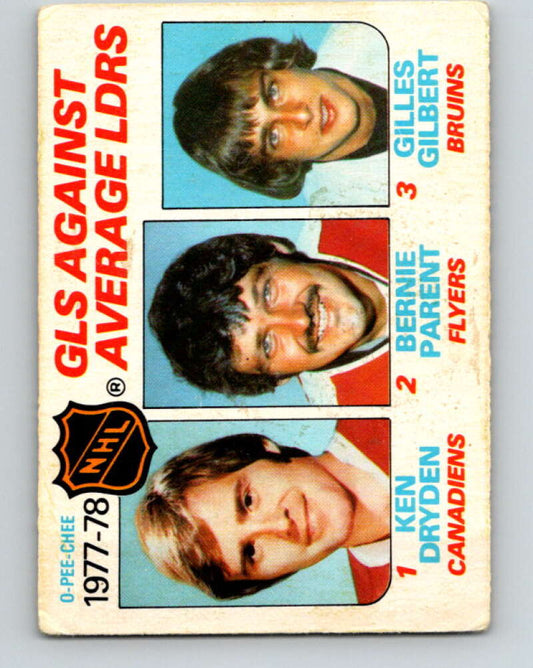 O-PEE-CHEE
1977-78
NHL
®
GLS AGAINST
AVERAGE LDRS
1 KEN
DRYDEN
CANADIENS
2 BERNIE
PARENT
FLYERS
3 GiLLES
GILBERT
BRUINS